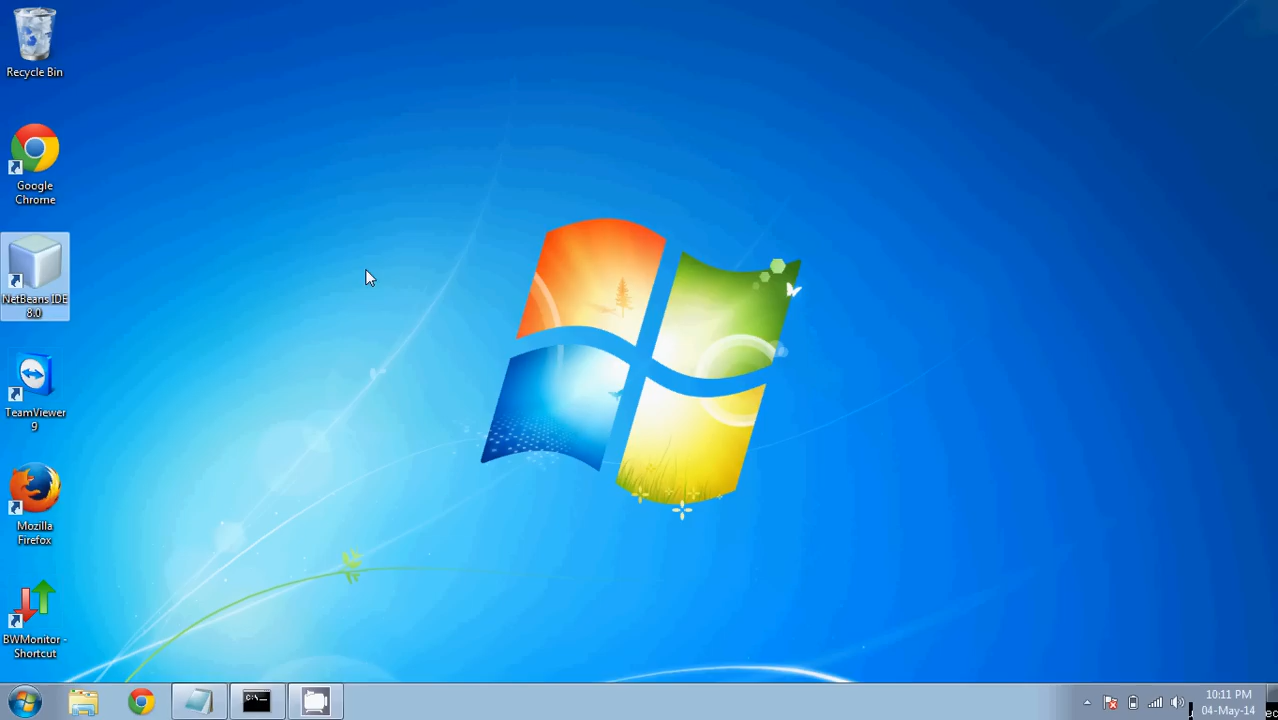 Recycle Bin
Google
Chrome
NetBeans IDE
8.0
TeamViewer
9
Mozilla
Firefox
BWMonitor -
Shortcut
C:\_
10:11 PM
04-May-14